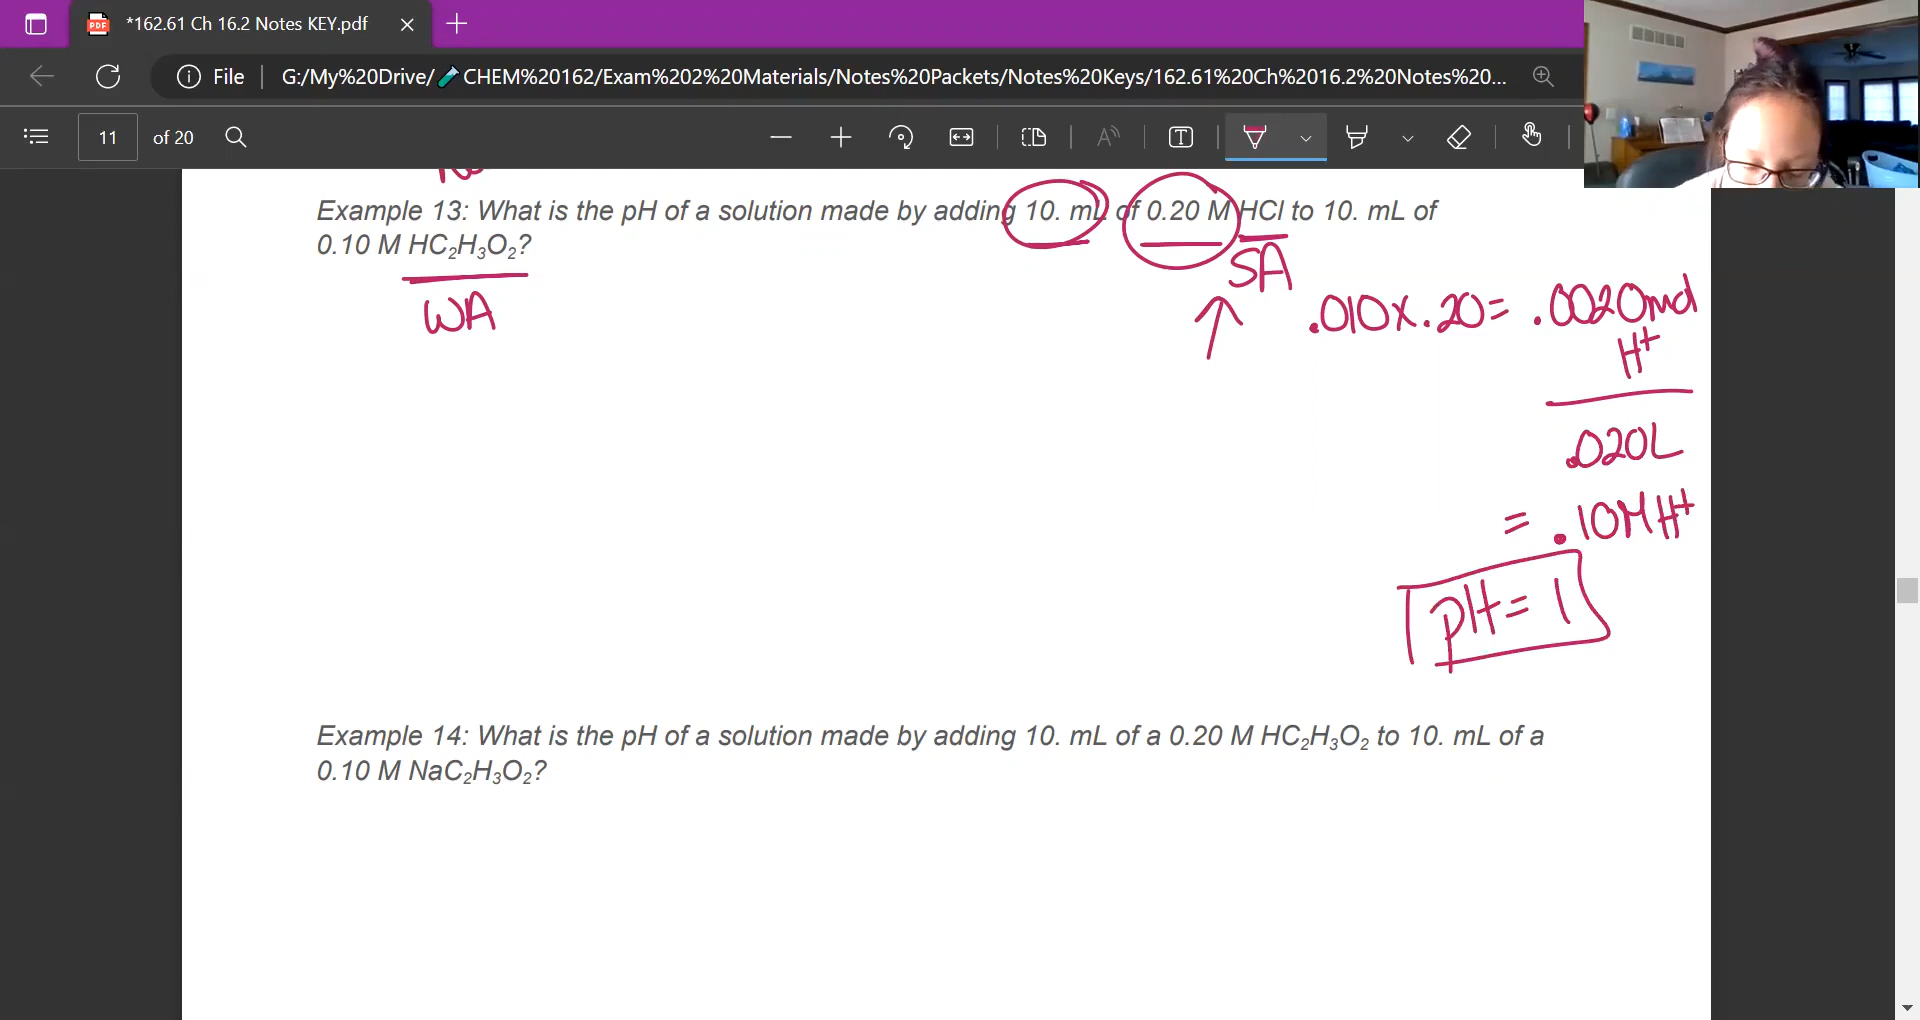 *162.61 Ch 16.2 Notes KEY.pdf
File G:/My%20Drive/🧪CHEM%20162/Exam%202%20Materials/Notes%20Packets/Notes%20Keys/162.61%20Ch%2016.2%20Notes%20...
11 of 20
Example 13: What is the pH of a solution made by adding 10. mL of 0.20 M HCl to 10. mL of
0.10 M HC₂H₃O₂?
SA
WA
.010x.20= .0020mol
H⁺
.020L
= .10M H⁺
pH= 1
Example 14: What is the pH of a solution made by adding 10. mL of a 0.20 M HC₂H₃O₂ to 10. mL of a
0.10 M NaC₂H₃O₂?